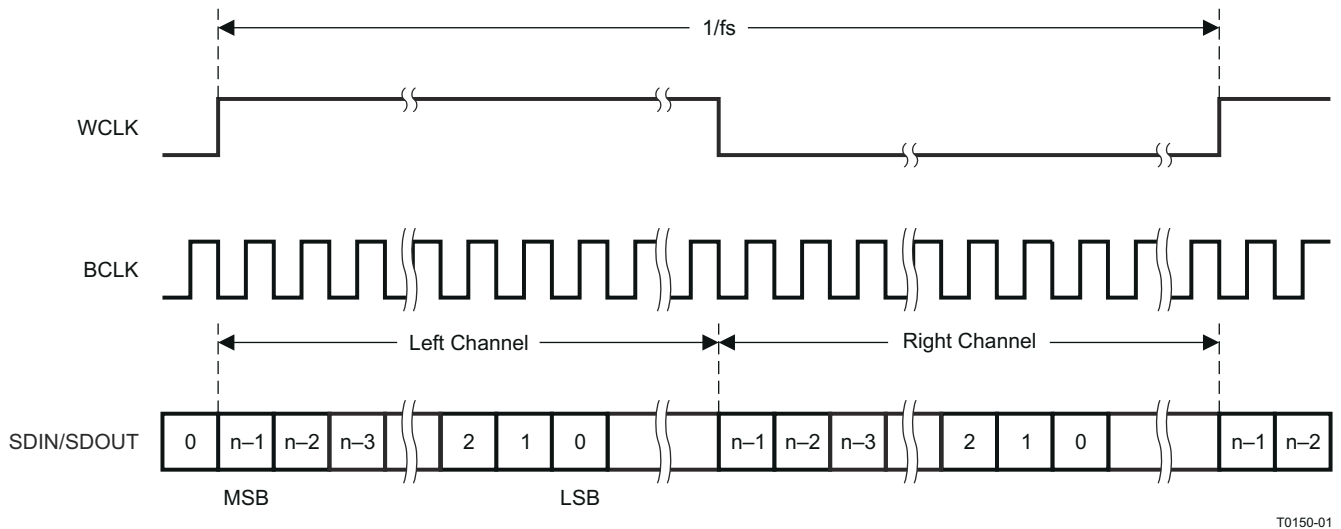 1/fs
WCLK
BCLK
Left Channel
Right Channel
SDIN/SDOUT 0 n–1 n–2 n–3 2 1 0 n–1 n–2 n–3 2 1 0 n–1 n–2
MSB LSB
T0150-01